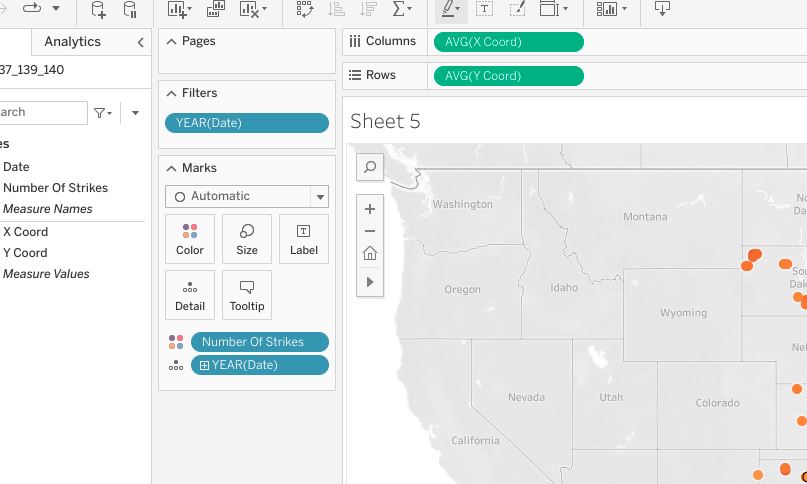 Analytics
37_139_140
arch
es
Date
Number Of Strikes
Measure Names
X Coord
Y Coord
Measure Values
Pages
Filters
YEAR(Date)
Marks
Automatic
Color
Size
Label
Detail
Tooltip
Number Of Strikes
YEAR(Date)
Columns
AVG(X Coord)
Rows
AVG(Y Coord)
Sheet 5
Washington
Montana
No
Da
Oregon
Idaho
Sou
Dak
Wyoming
Nel
Nevada
Utah
Colorado
California